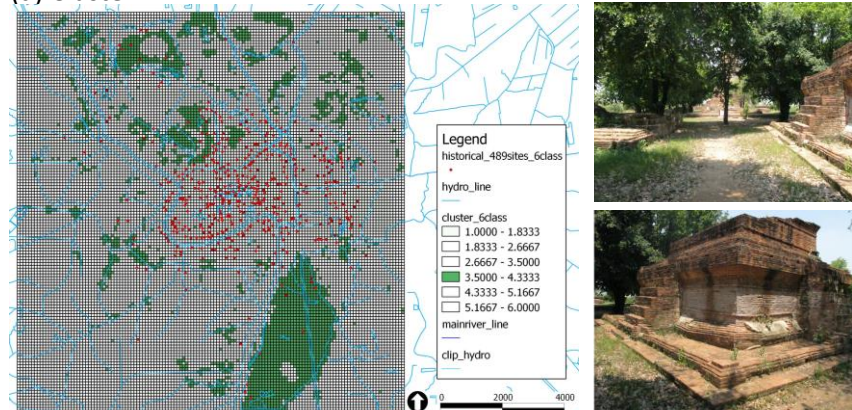 Legend
historical_489sites_6class
hydro_line
cluster_6class
1.0000 - 1.8333
1.8333 - 2.6667
2.6667 - 3.5000
3.5000 - 4.3333
4.3333 - 5.1667
5.1667 - 6.0000
mainriver_line
clip_hydro
0 2000 4000